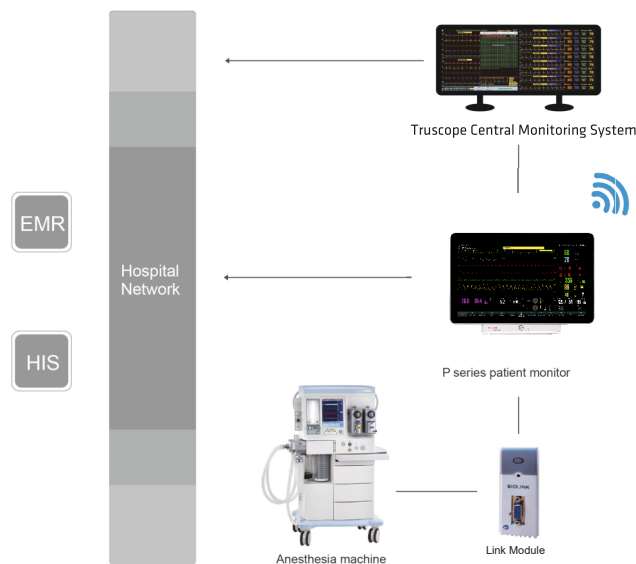 Truscope Central Monitoring System
EMR
Hospital
Network
HIS
P series patient monitor
BIOLINK
Link Module
Anesthesia machine